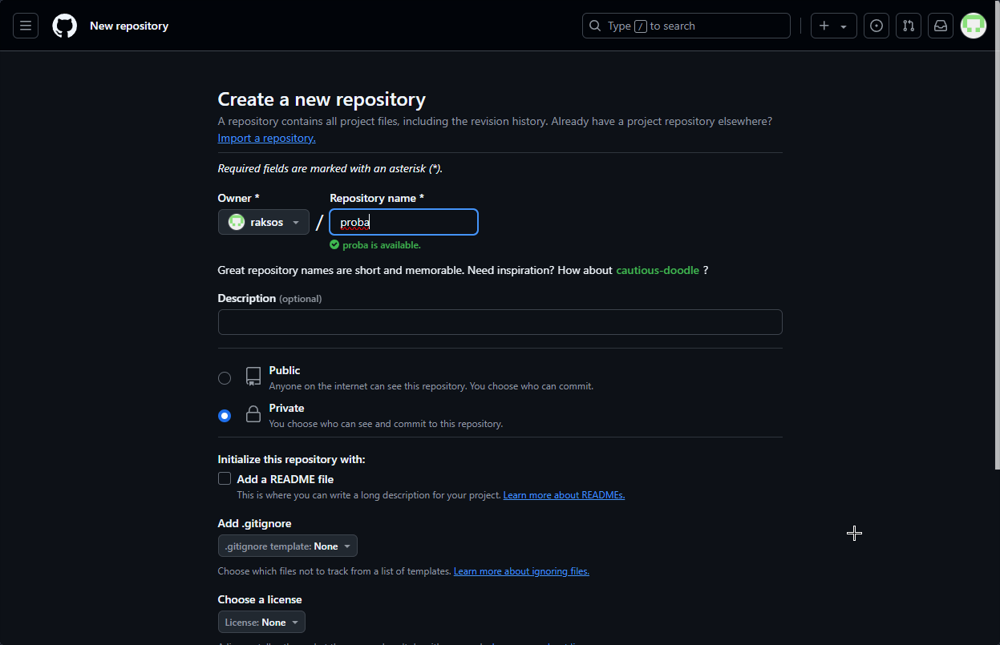 New repository
Type / to search
Create a new repository
A repository contains all project files, including the revision history. Already have a project repository elsewhere?
Import a repository.
Required fields are marked with an asterisk (*).
Owner * Repository name *
raksos / proba
proba is available.
Great repository names are short and memorable. Need inspiration? How about cautious-doodle ?
Description (optional)
Public
Anyone on the internet can see this repository. You choose who can commit.
Private
You choose who can see and commit to this repository.
Initialize this repository with:
Add a README file
This is where you can write a long description for your project. Learn more about READMEs.
Add .gitignore
.gitignore template: None
Choose which files not to track from a list of templates. Learn more about ignoring files.
Choose a license
License: None